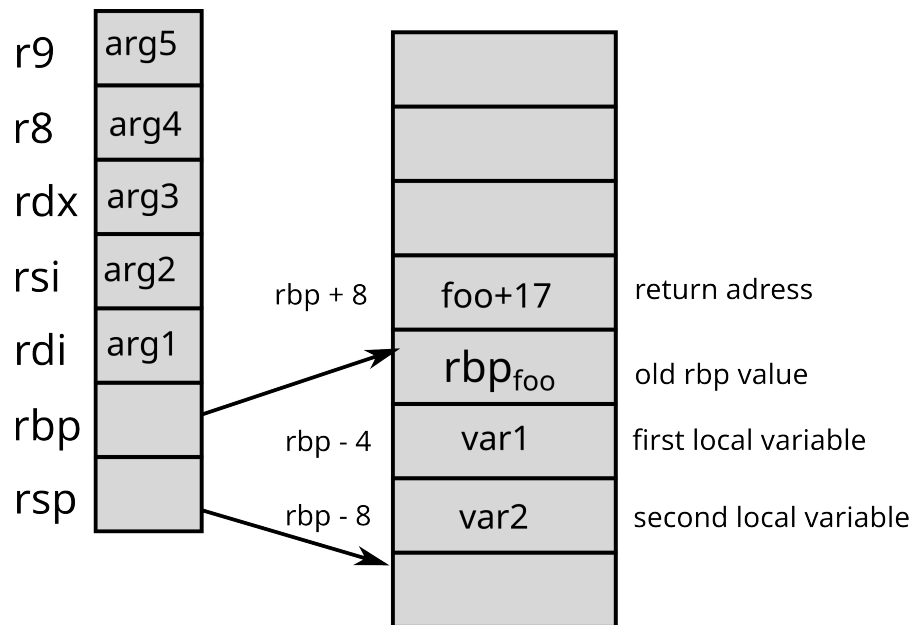 r9 arg5
r8 arg4
rdx arg3
rsi arg2
rdi arg1
rbp
rsp
rbp + 8 foo+17 return adress
rbpfoo old rbp value
rbp - 4 var1 first local variable
rbp - 8 var2 second local variable